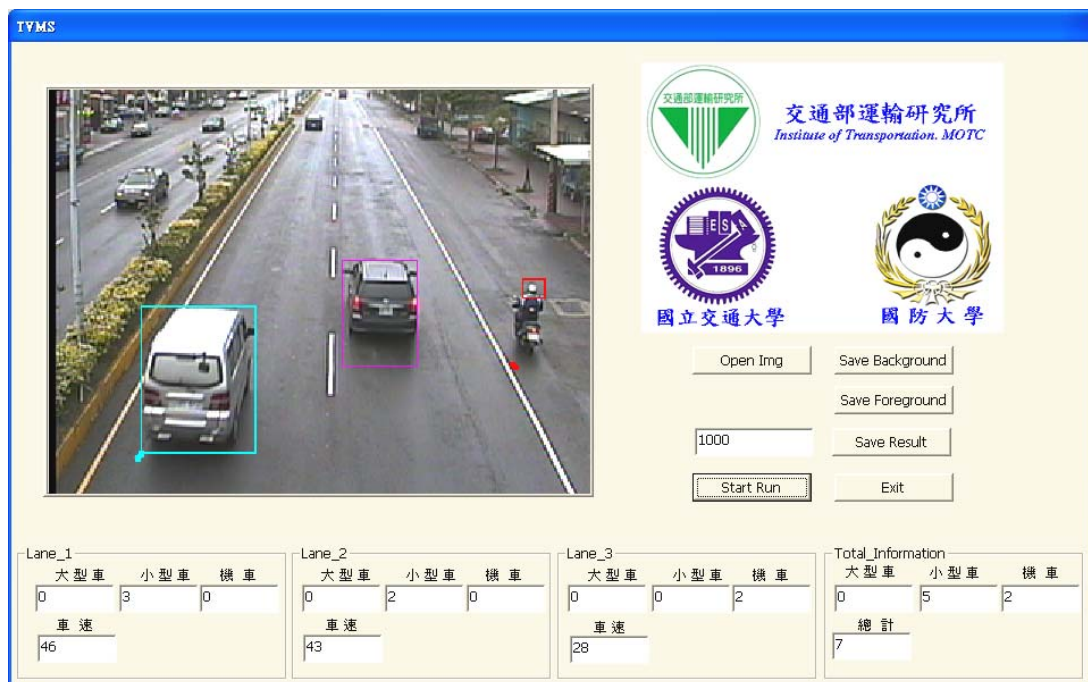 TVMS
交通部運輸研究所
交通部運輸研究所
Institute of Transportation. MOTC
ES
1896
國立交通大學
國防大學
Open Img
Save Background
Save Foreground
1000
Save Result
Start Run
Exit
Lane_1
大型車 小型車 機車
0 3 0
車速
46
Lane_2
大型車 小型車 機車
0 2 0
車速
43
Lane_3
大型車 小型車 機車
0 0 2
車速
28
Total_Information
大型車 小型車 機車
0 5 2
總計
7